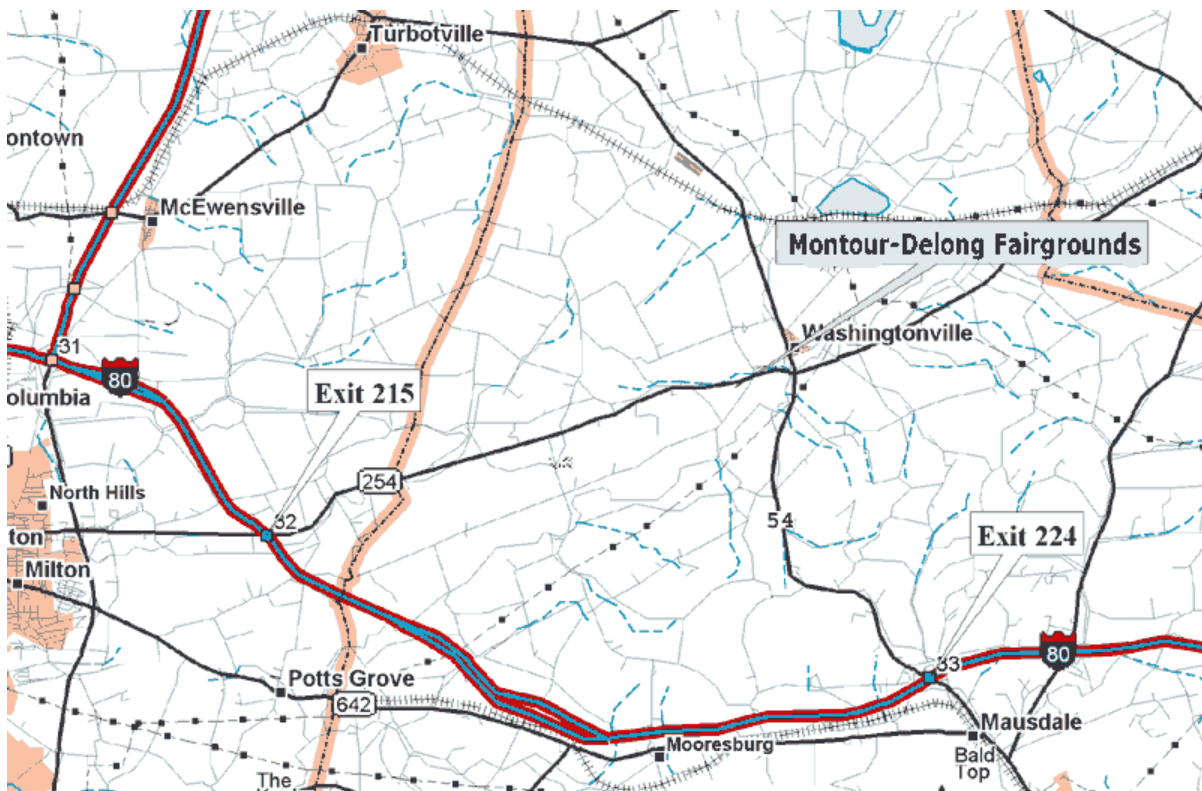 Turbotville
ontown
McEwensville
Montour-Delong Fairgrounds
Washingtonville
31
80
olumbia
Exit 215
254
North Hills
32
54
Exit 224
ton
Milton
33
80
Potts Grove
642
Mausdale
Mooresburg
Bald
Top
The